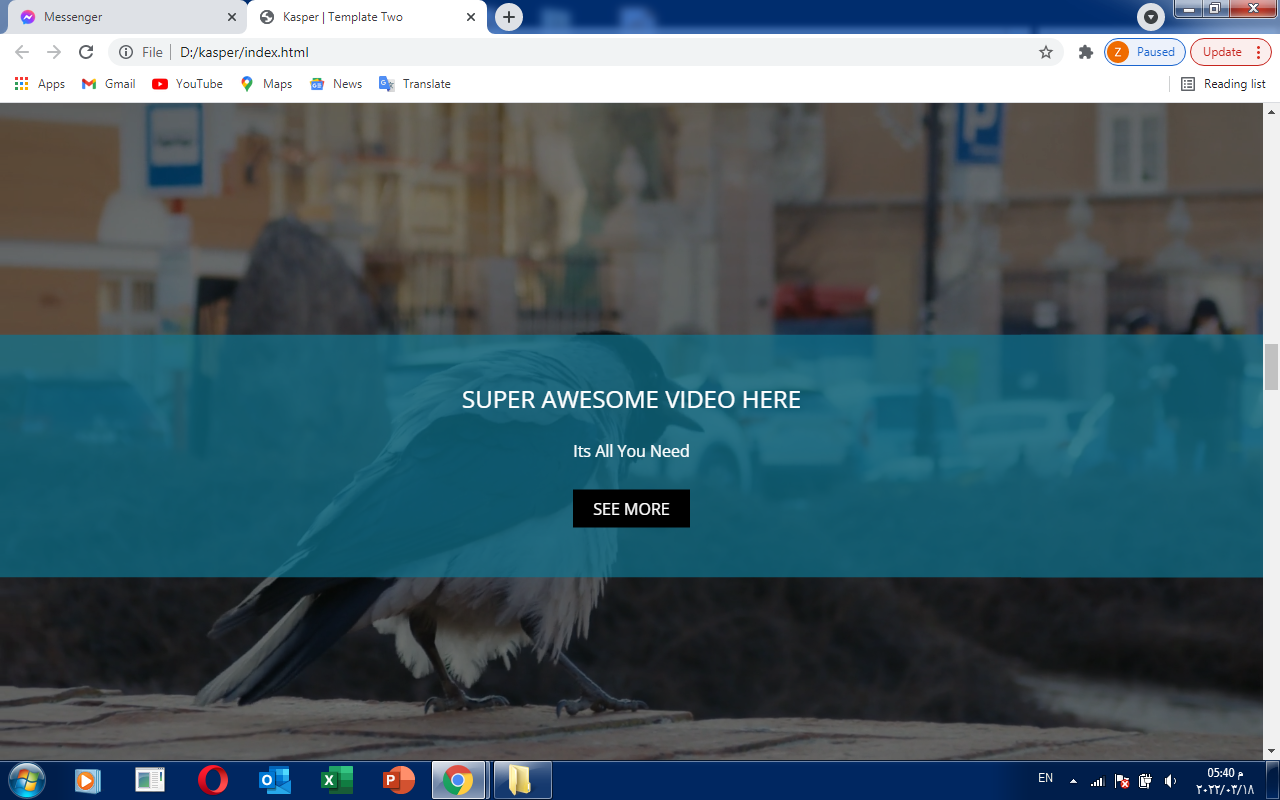 Messenger
Kasper | Template Two
File D:/kasper/index.html
Z Paused
Update
Apps
Gmail
YouTube
Maps
News
Translate
Reading list
P
SUPER AWESOME VIDEO HERE
Its All You Need
SEE MORE
EN
05:40 م
٢٠٢٢/٠٣/١٨